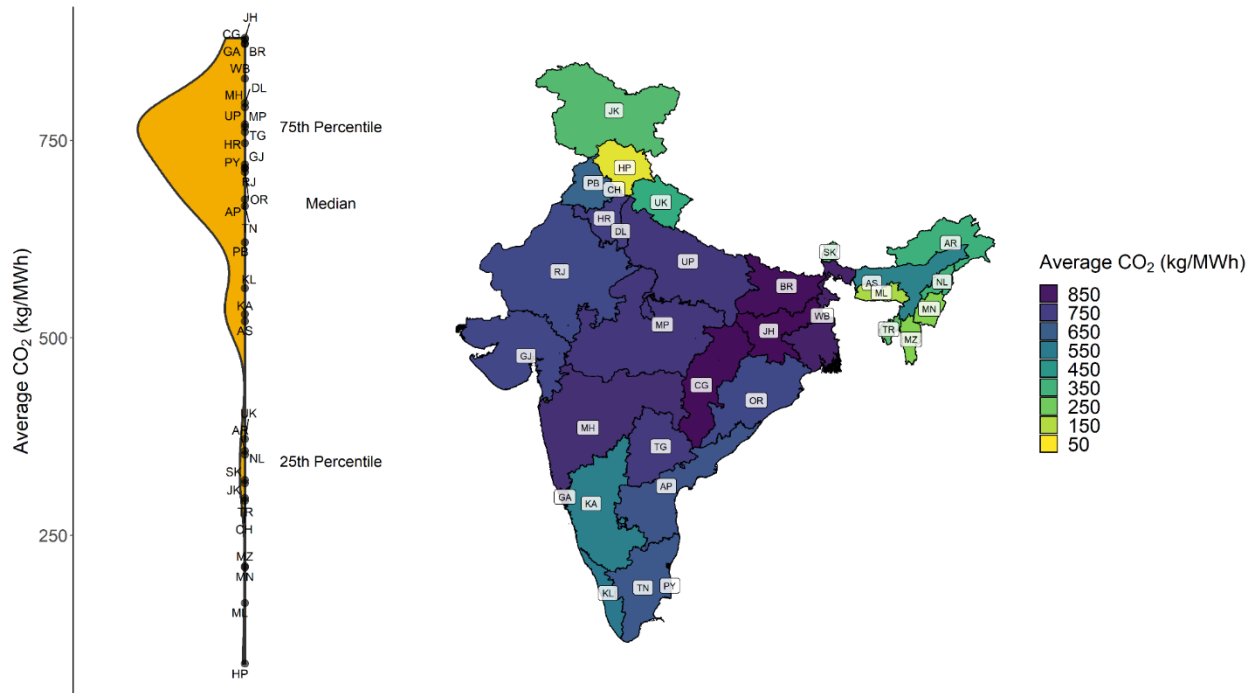 Average CO₂ (kg/MWh)
750
500
250
JH
CG
GA BR
WB
DL
MH
UP MP
75th Percentile
TG
HR
GJ
PY
RJ
OR
Median
AP
TN
PB
KL
KA
AS
UK
AR
NL
25th Percentile
SK
JK
TR
CH
MZ
MN
ML
HP
JK
HP
PB
CH
UK
HR
DL
RJ
UP
SK
AR
AS
NL
ML
BR
MN
WB
MP
JH
TR
MZ
GJ
CG
OR
MH
TG
AP
GA
KA
KL
TN
PY
Average CO₂ (kg/MWh)
850
750
650
550
450
350
250
150
50